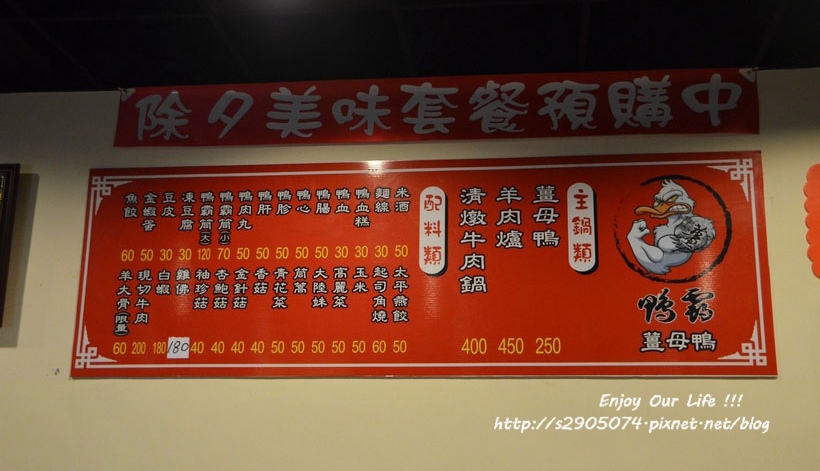 除夕美味套餐預購中
鴨霸
薑母鴨
主鍋類
薑母鴨 250
羊肉爐 450
清燉牛肉鍋 400
配料類
米酒 50
麵線 30
鴨血糕 30
鴨血 30
鴨腸 50
鴨心 50
鴨胗 50
鴨肝 50
鴨肉丸 50
鴨霸筒小 70
鴨霸筒大 120
凍豆腐 30
豆皮 30
金蝦蛋 50
魚餃 60
太平燕餃 50
起司角燒 60
玉米 50
高麗菜 50
大陸妹 50
茼萵 50
青花菜 50
香菇 50
金針菇 40
杏鮑菇 40
袖珍菇 40
雞佛 180
白蝦 180
現切牛肉 200
羊大骨(限量) 60
Enjoy Our Life !!!
http://s2905074.pixnet.net/blog